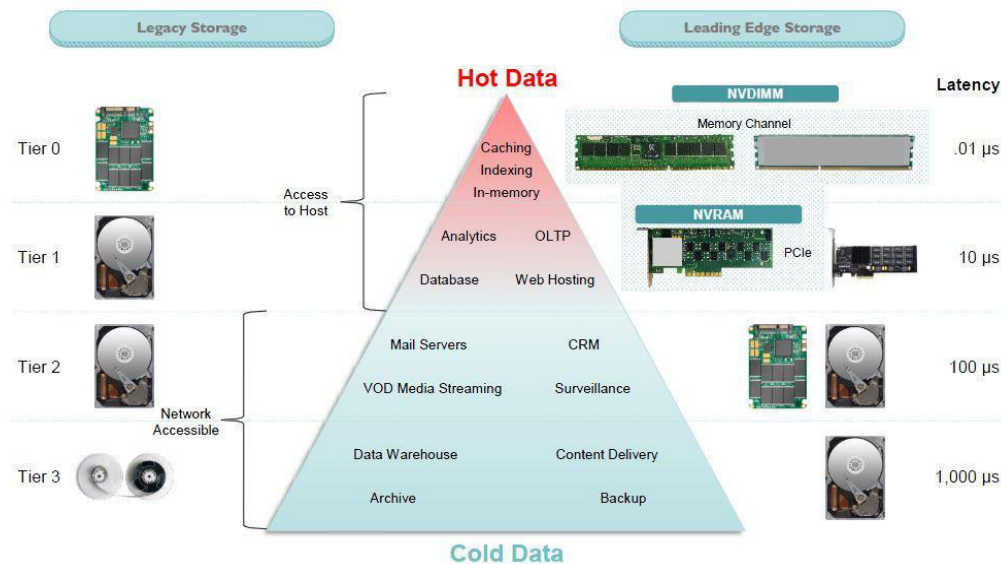 Legacy Storage
Leading Edge Storage
Hot Data
Latency
NVDIMM
Memory Channel
Tier 0
Caching
Indexing
In-memory
.01 µs
Access
to Host
NVRAM
Tier 1
Analytics OLTP
PCIe
10 µs
Database Web Hosting
Tier 2
Mail Servers CRM
100 µs
VOD Media Streaming Surveillance
Network
Accessible
Tier 3
Data Warehouse Content Delivery
1,000 µs
Archive Backup
Cold Data